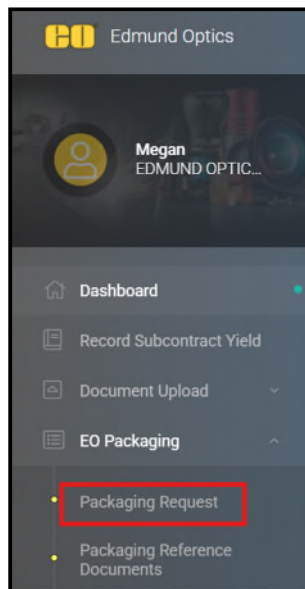 EO Edmund Optics
Megan
EDMUND OPTIC...
Dashboard
Record Subcontract Yield
Document Upload
EO Packaging
Packaging Request
Packaging Reference
Documents